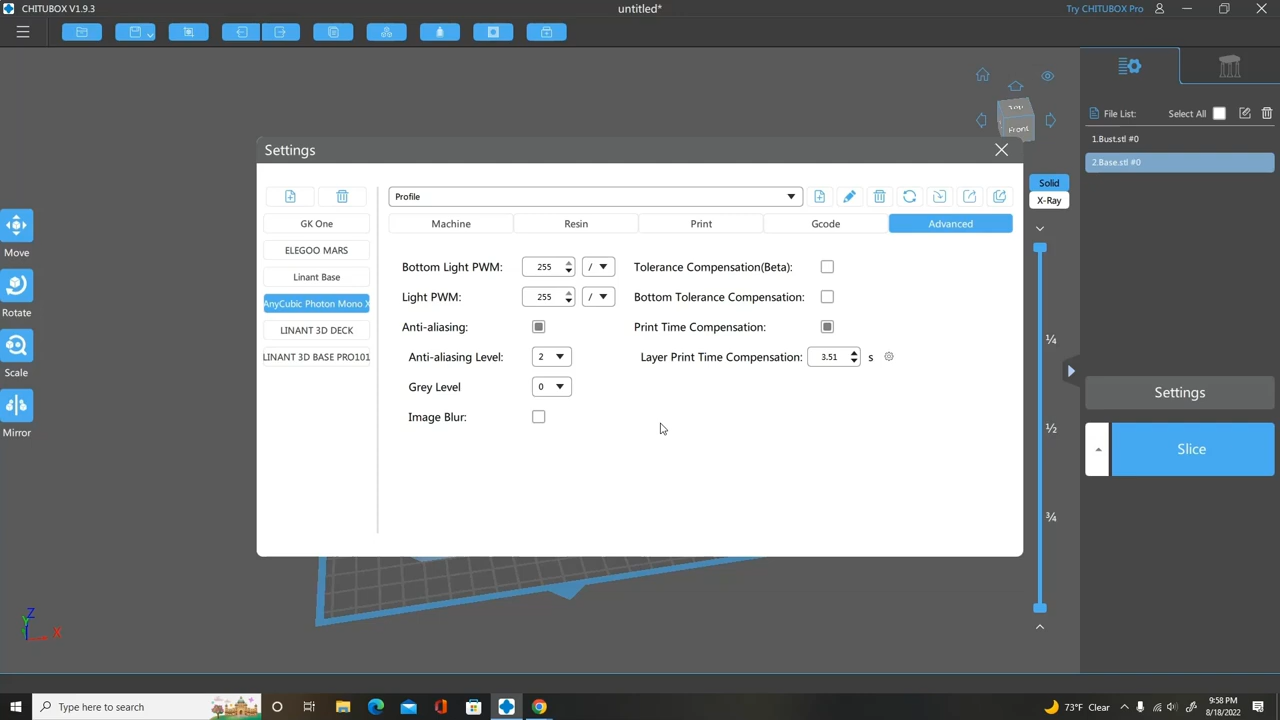 CHITUBOX V1.9.3
untitled*
Try CHITUBOX Pro
File List:
Select All
1.Bust.stl #0
2.Base.stl #0
Top
Front
Solid
X-Ray
Move
Rotate
Scale
Mirror
Settings
Profile
GK One
ELEGOO MARS
Linant Base
AnyCubic Photon Mono X
LINANT 3D DECK
LINANT 3D BASE PRO101
Machine
Resin
Print
Gcode
Advanced
Bottom Light PWM: 255 /
Light PWM: 255 /
Anti-aliasing:
Anti-aliasing Level: 2
Grey Level 0
Image Blur:
Tolerance Compensation(Beta):
Bottom Tolerance Compensation:
Print Time Compensation:
Layer Print Time Compensation: 3.51 s
1/4
1/2
3/4
Settings
Slice
Z
Y
X
Type here to search
73°F Clear
9:58 PM
8/18/2022